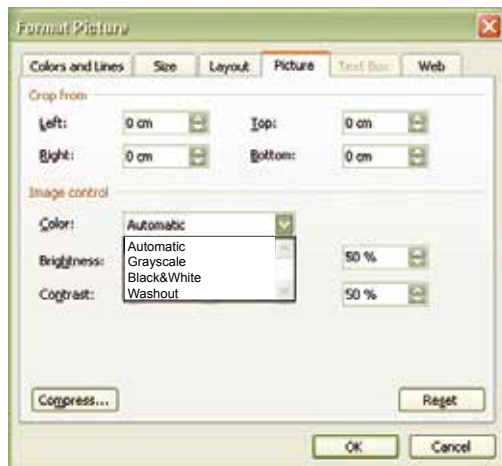 Format Picture
Colors and Lines Size Layout Picture Text Box Web
Crop from
Left: 0 cm Top: 0 cm
Right: 0 cm Bottom: 0 cm
Image control
Color: Automatic
Automatic
Grayscale
Brightness: 50 %
Black&White
Contrast: 50 %
Washout
Compress... Reset
OK Cancel